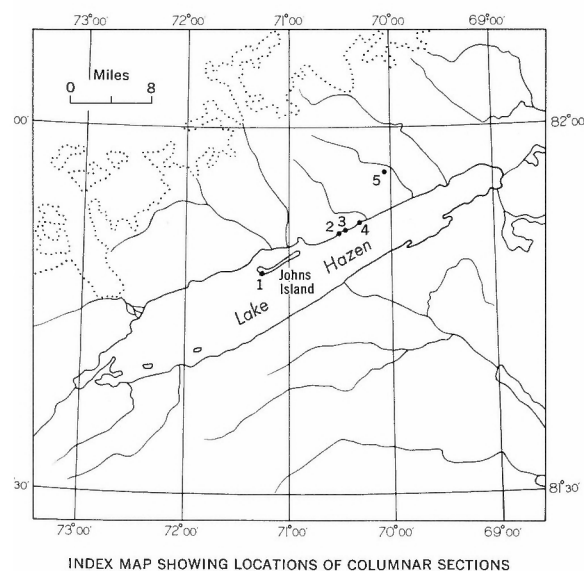 73°00' 72°00' 71°00' 70°00' 69°00'
Miles
0 8
00' 82°00'
5
3
2 4
1
Johns
Island
Lake Hazen
30' 81°30'
73°00' 72°00' 71°00' 70°00' 69°00'
INDEX MAP SHOWING LOCATIONS OF COLUMNAR SECTIONS